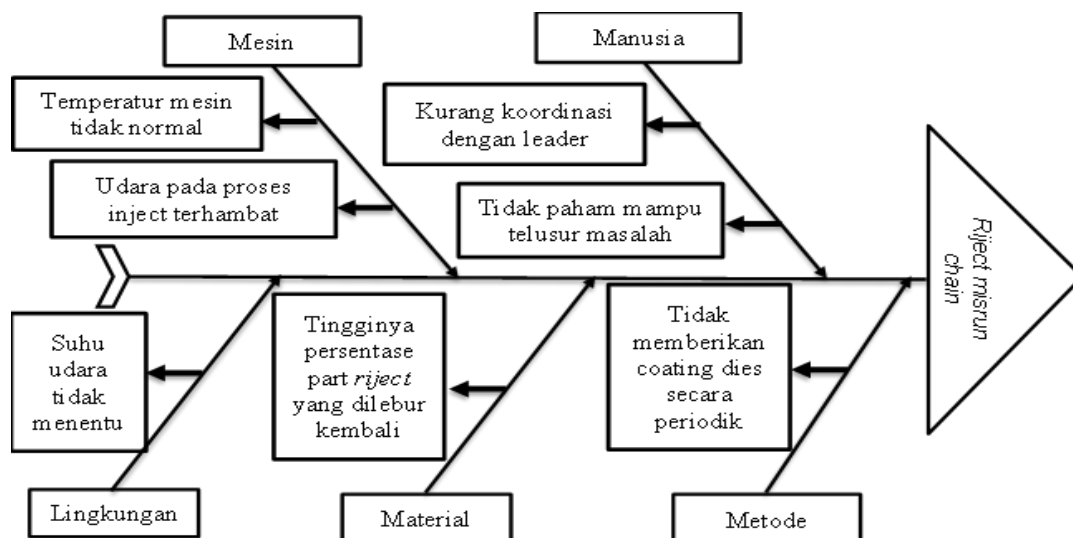 Mesin
Manusia
Temperatur mesin
tidak normal
Kurang koordinasi
dengan leader
Udara pada proses
inject terhambat
Tidak paham mampu
telusur masalah
Riject misrun
chain
Suhu
udara
tidak
menentu
Tingginya
persentase
part riject
yang dilebur
kembali
Tidak
memberikan
coating dies
secara
periodik
Lingkungan
Material
Metode